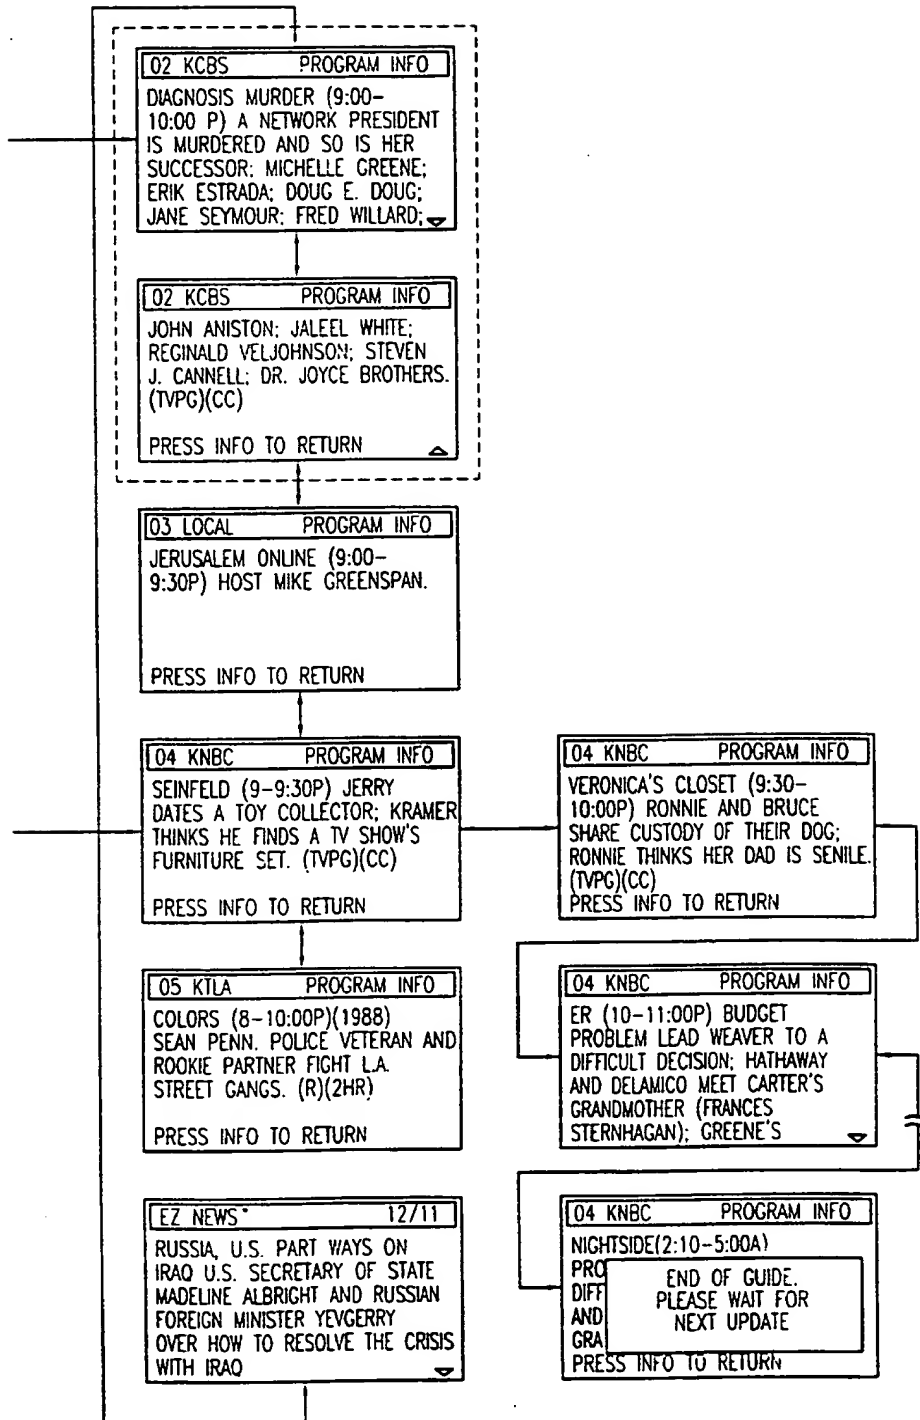 02 KCBS PROGRAM INFO
DIAGNOSIS MURDER (9:00-
10:00 P) A NETWORK PRESIDENT
IS MURDERED AND SO IS HER
SUCCESSOR: MICHELLE GREENE;
ERIK ESTRADA; DOUG E. DOUG;
JANE SEYMOUR; FRED WILLARD;
02 KCBS PROGRAM INFO
JOHN ANISTON; JALEEL WHITE;
REGINALD VELJOHNSON; STEVEN
J. CANNELL; DR. JOYCE BROTHERS.
(TVPG)(CC)
PRESS INFO TO RETURN
03 LOCAL PROGRAM INFO
JERUSALEM ONLINE (9:00-
9:30P) HOST MIKE GREENSPAN.
PRESS INFO TO RETURN
04 KNBC PROGRAM INFO
SEINFELD (9-9:30P) JERRY
DATES A TOY COLLECTOR; KRAMER
THINKS HE FINDS A TV SHOW'S
FURNITURE SET. (TVPG)(CC)
PRESS INFO TO RETURN
04 KNBC PROGRAM INFO
VERONICA'S CLOSET (9:30-
10:00P) RONNIE AND BRUCE
SHARE CUSTODY OF THEIR DOG;
RONNIE THINKS HER DAD IS SENILE.
(TVPG)(CC)
PRESS INFO TO RETURN
05 KTLA PROGRAM INFO
COLORS (8-10:00P)(1988)
SEAN PENN. POLICE VETERAN AND
ROOKIE PARTNER FIGHT L.A.
STREET GANGS. (R)(2HR)
PRESS INFO TO RETURN
04 KNBC PROGRAM INFO
ER (10-11:00P) BUDGET
PROBLEM LEAD WEAVER TO A
DIFFICULT DECISION; HATHAWAY
AND DELAMICO MEET CARTER'S
GRANDMOTHER (FRANCES
STERNHAGAN); GREENE'S
EZ NEWS 12/11
RUSSIA, U.S. PART WAYS ON
IRAQ U.S. SECRETARY OF STATE
MADELINE ALBRIGHT AND RUSSIAN
FOREIGN MINISTER YEVGERRY
OVER HOW TO RESOLVE THE CRISIS
WITH IRAQ
04 KNBC PROGRAM INFO
NIGHTSIDE(2:10-5:00A)
PRO
DIFF
AND
GRA
END OF GUIDE.
PLEASE WAIT FOR
NEXT UPDATE
PRESS INFO TO RETURN